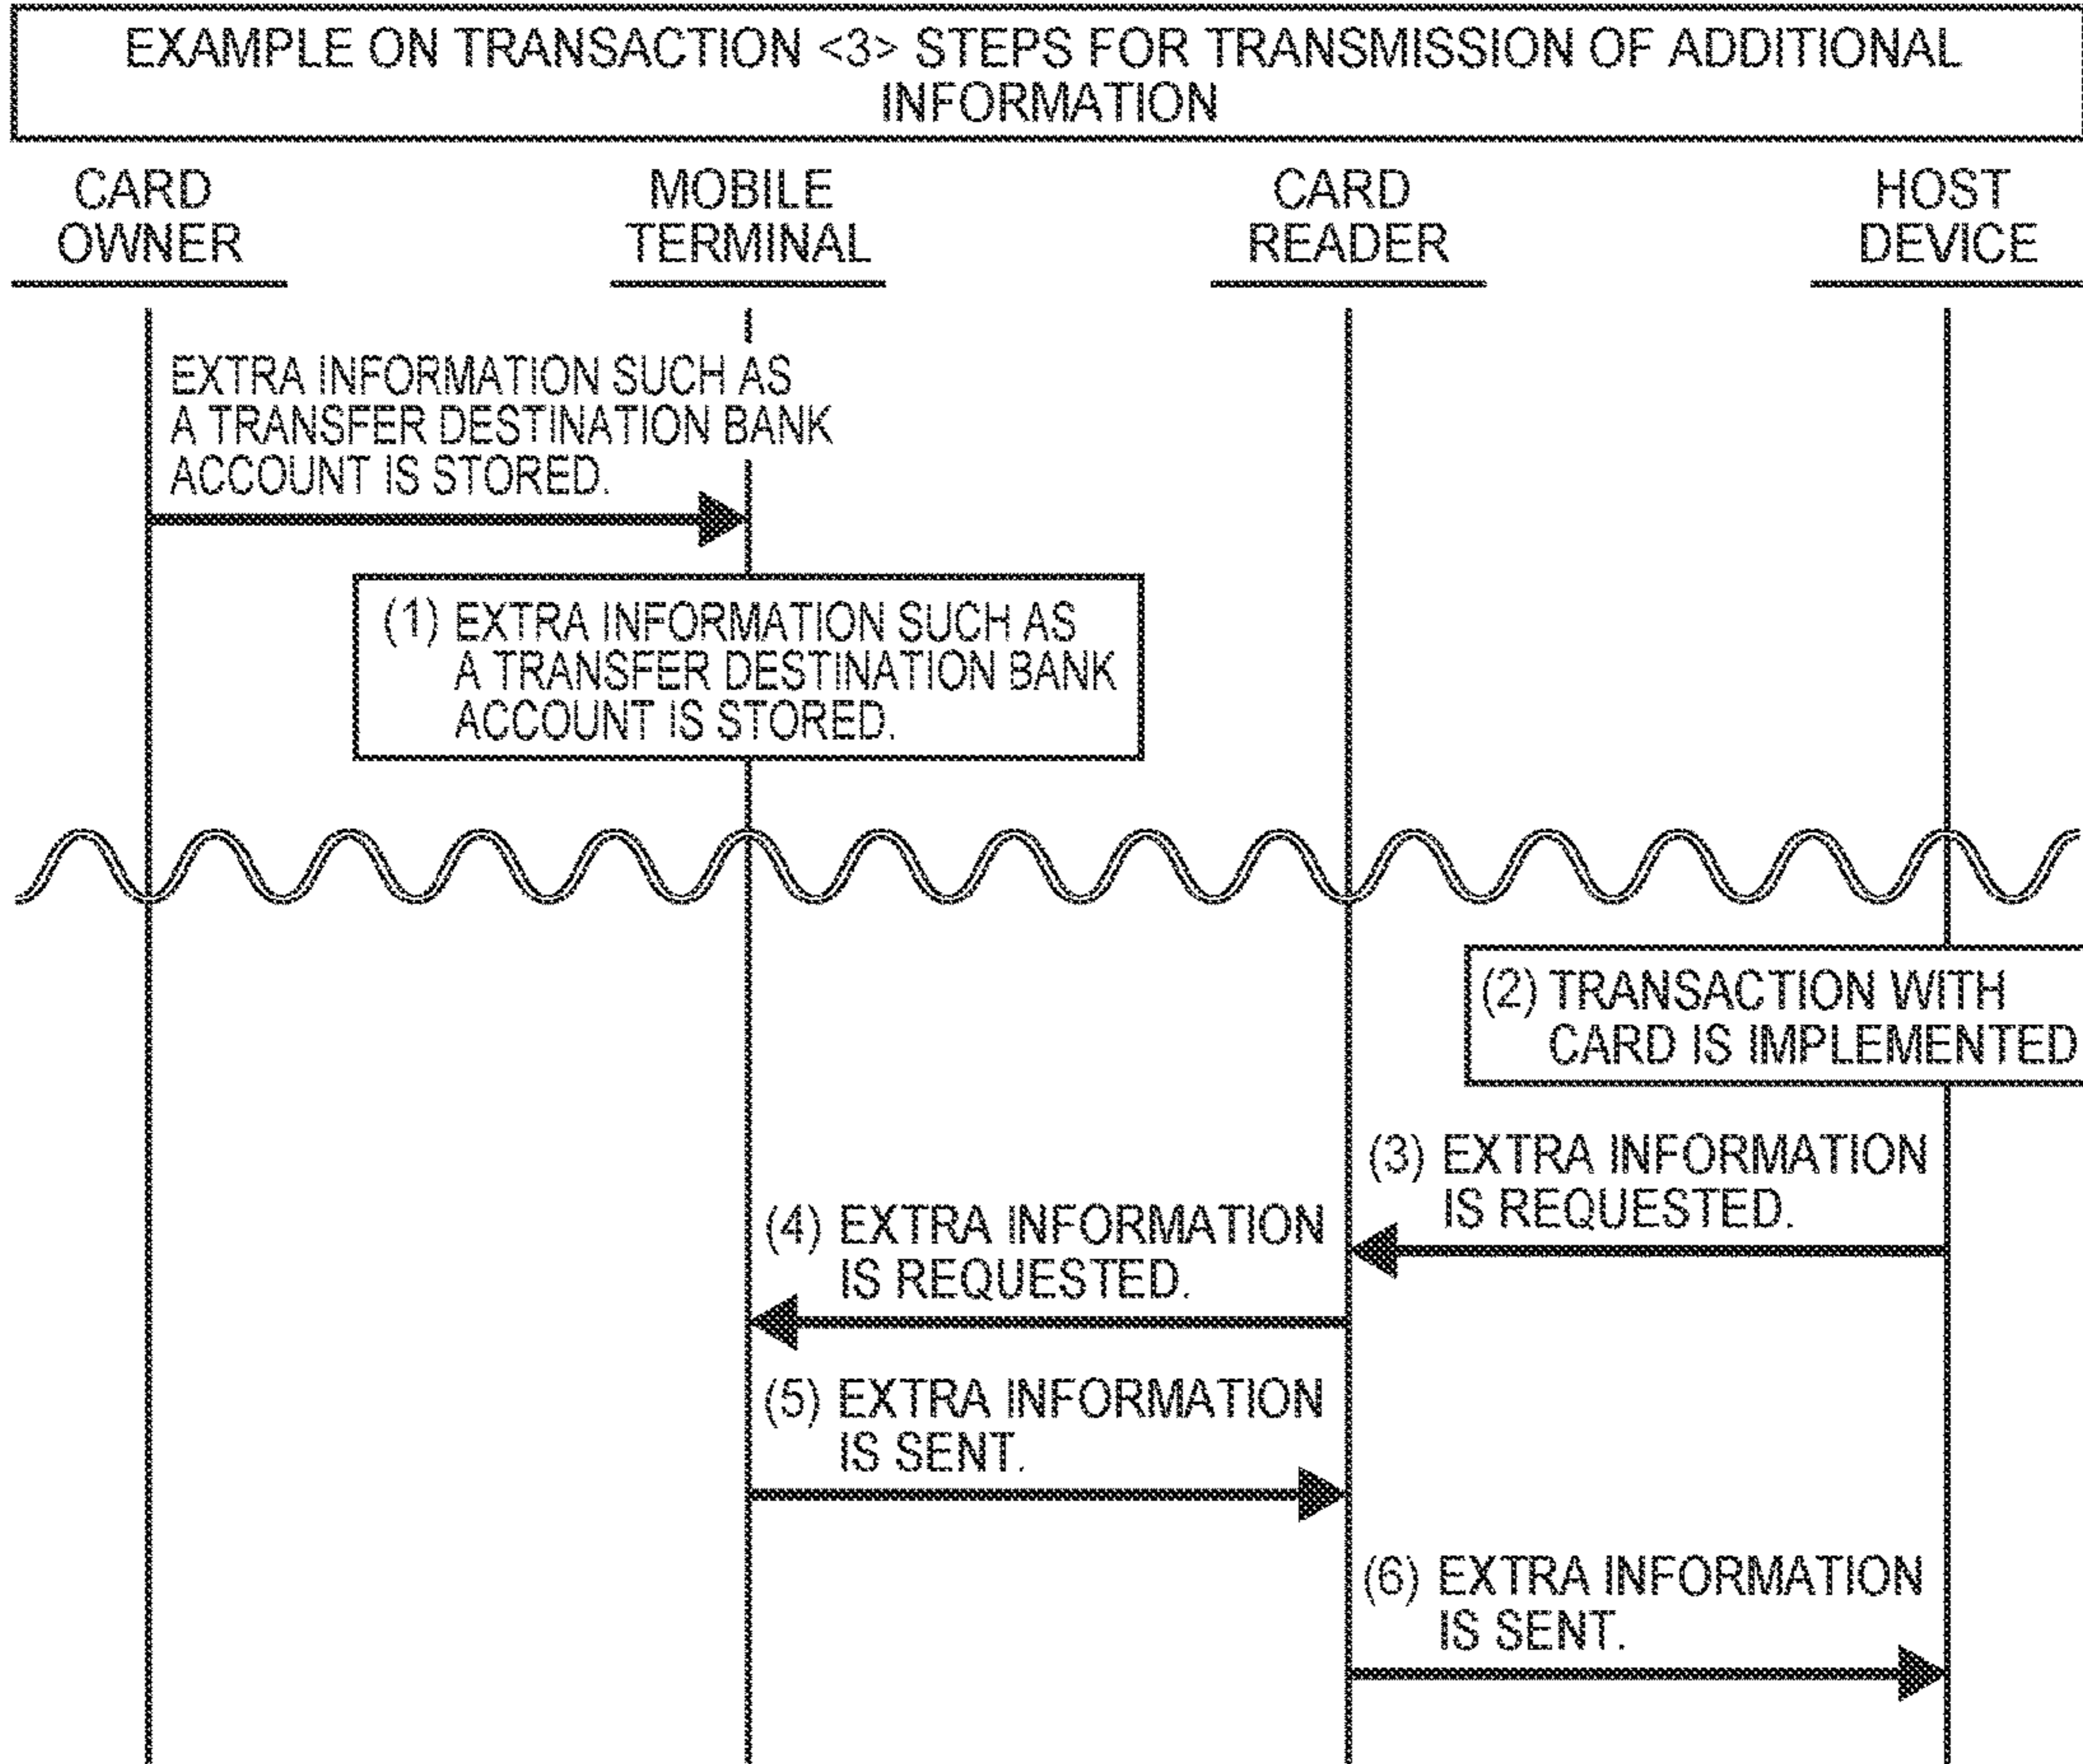 EXAMPLE ON TRANSACTION <3> STEPS FOR TRANSMISSION OF ADDITIONAL
INFORMATION
CARD
OWNER
MOBILE
TERMINAL
CARD
READER
HOST
DEVICE
EXTRA INFORMATION SUCH AS
A TRANSFER DESTINATION BANK
ACCOUNT IS STORED.
(1) EXTRA INFORMATION SUCH AS
A TRANSFER DESTINATION BANK
ACCOUNT IS STORED.
(2) TRANSACTION WITH
CARD IS IMPLEMENTED
(3) EXTRA INFORMATION
IS REQUESTED.
(4) EXTRA INFORMATION
IS REQUESTED.
(5) EXTRA INFORMATION
IS SENT.
(6) EXTRA INFORMATION
IS SENT.